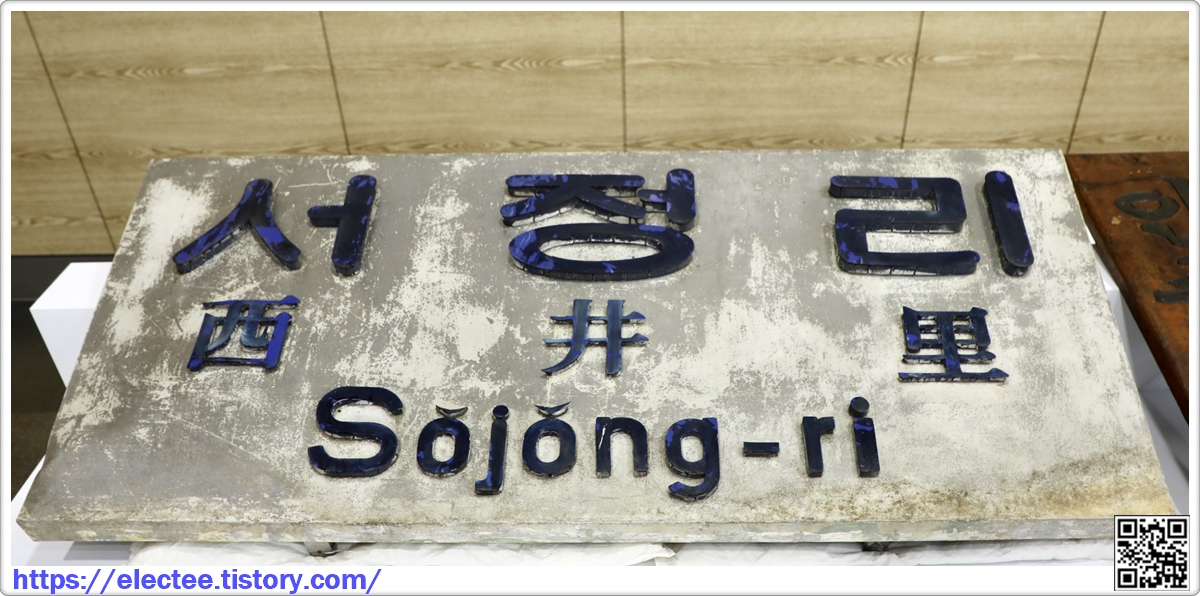 서정리
西井里
Sŏjŏng-ri
https://electee.tistory.com/